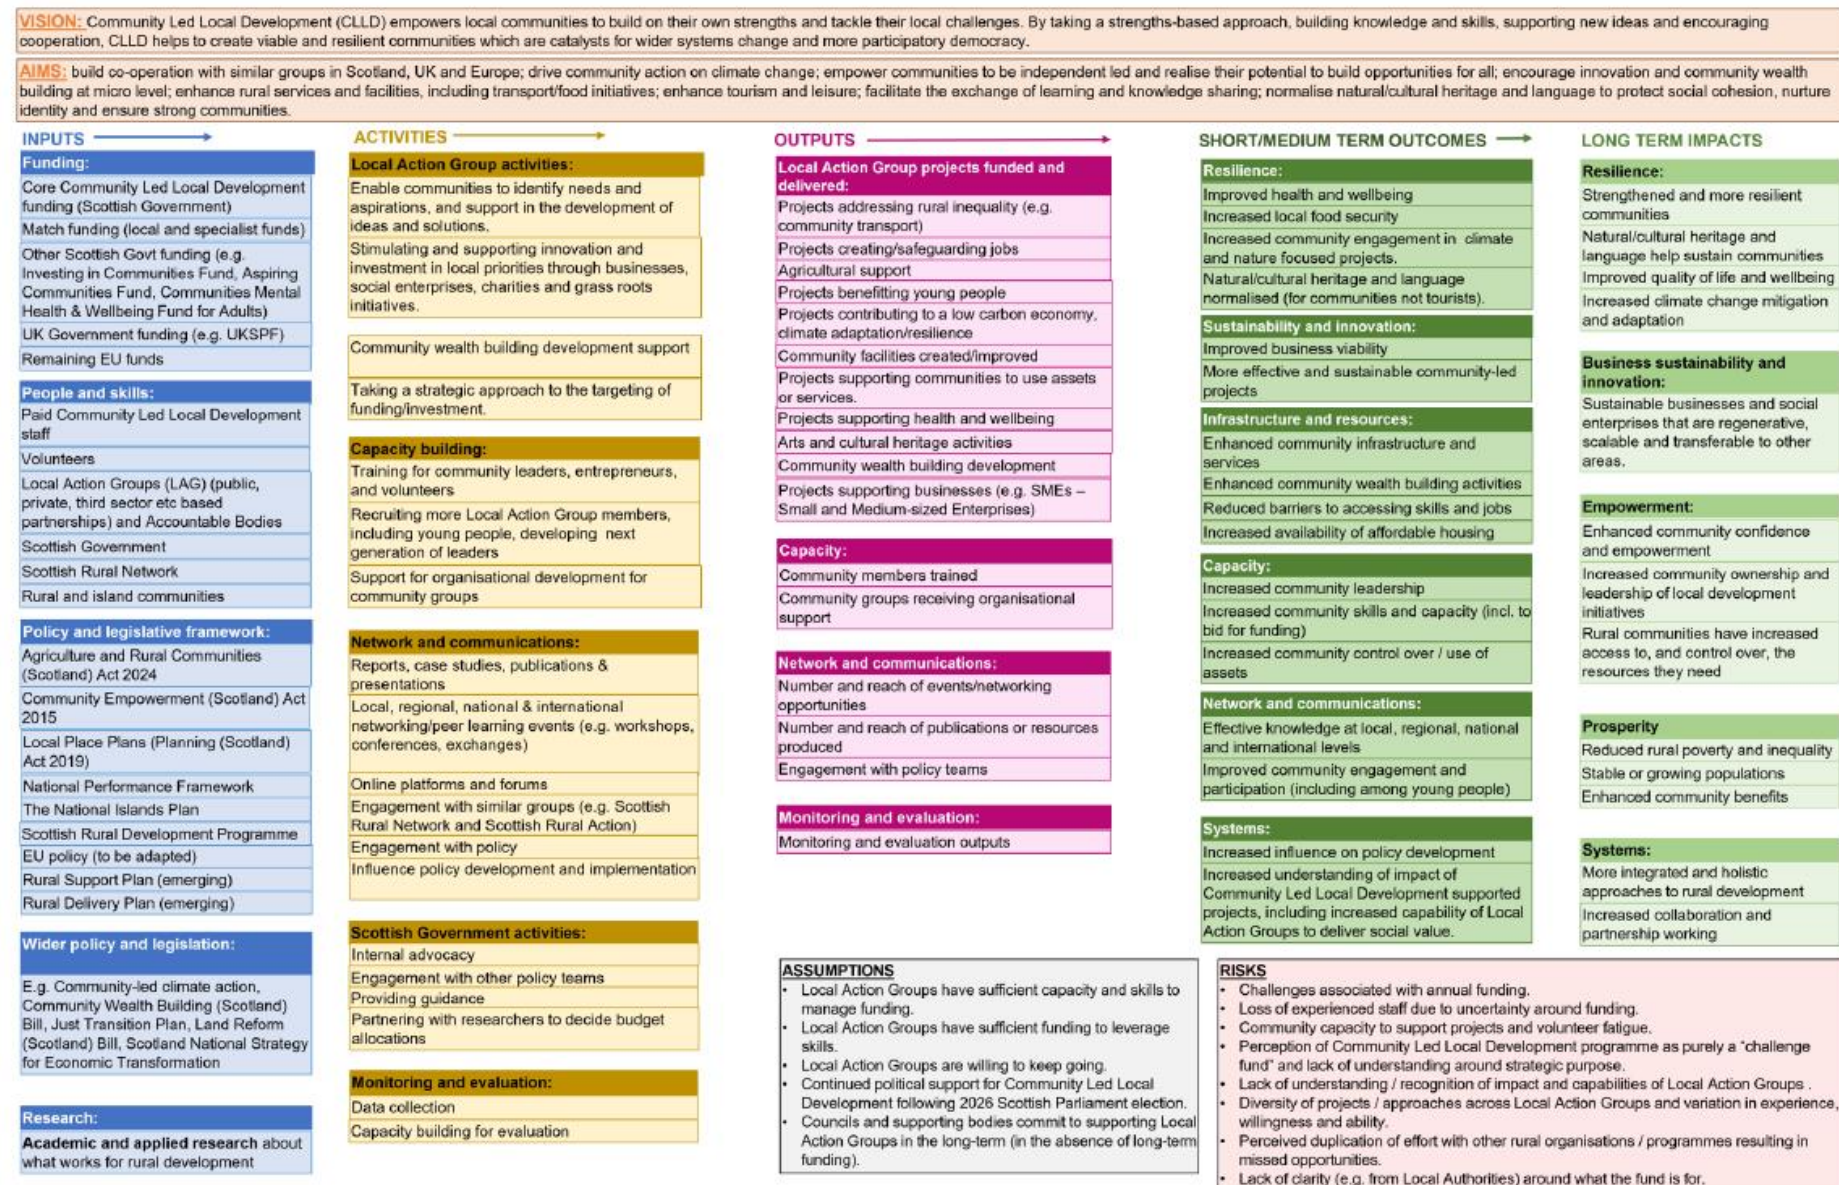 VISION: Community Led Local Development (CLLD) empowers local communities to build on their own strengths and tackle their local challenges. By taking a strengths-based approach, building knowledge and skills, supporting new ideas and encouraging
cooperation, CLLD helps to create viable and resilient communities which are catalysts for wider systems change and more participatory democracy.
AIMS: build co-operation with similar groups in Scotland, UK and Europe; drive community action on climate change; empower communities to be independent led and realise their potential to build opportunities for all; encourage innovation and community wealth
building at micro level; enhance rural services and facilities, including transport/food initiatives; enhance tourism and leisure; facilitate the exchange of learning and knowledge sharing; normalise natural/cultural heritage and language to protect social cohesion, nurture
identity and ensure strong communities.
INPUTS
Funding:
Core Community Led Local Development
funding (Scottish Government)
Match funding (local and specialist funds)
Other Scottish Govt funding (e.g.
Investing in Communities Fund, Aspiring
Communities Fund, Communities Mental
Health & Wellbeing Fund for Adults)
UK Government funding (e.g. UKSPF)
Remaining EU funds
People and skills:
Paid Community Led Local Development
staff
Volunteers
Local Action Groups (LAG) (public,
private, third sector etc based
partnerships) and Accountable Bodies
Scottish Government
Scottish Rural Network
Rural and island communities
Policy and legislative framework:
Agriculture and Rural Communities
(Scotland) Act 2024
Community Empowerment (Scotland) Act
2015
Local Place Plans (Planning (Scotland)
Act 2019)
National Performance Framework
The National Islands Plan
Scottish Rural Development Programme
EU policy (to be adapted)
Rural Support Plan (emerging)
Rural Delivery Plan (emerging)
Wider policy and legislation:
E.g. Community-led climate action,
Community Wealth Building (Scotland)
Bill, Just Transition Plan, Land Reform
(Scotland) Bill, Scotland National Strategy
for Economic Transformation
Research:
Academic and applied research about
what works for rural development
ACTIVITIES
Local Action Group activities:
Enable communities to identify needs and
aspirations, and support in the development of
ideas and solutions.
Stimulating and supporting innovation and
investment in local priorities through businesses,
social enterprises, charities and grass roots
initiatives.
Community wealth building development support
Taking a strategic approach to the targeting of
funding/investment.
Capacity building:
Training for community leaders, entrepreneurs,
and volunteers
Recruiting more Local Action Group members,
including young people, developing next
generation of leaders
Support for organisational development for
community groups
Network and communications:
Reports, case studies, publications &
presentations
Local, regional, national & international
networking/peer learning events (e.g. workshops,
conferences, exchanges)
Online platforms and forums
Engagement with similar groups (e.g. Scottish
Rural Network and Scottish Rural Action)
Engagement with policy
Influence policy development and implementation
Scottish Government activities:
Internal advocacy
Engagement with other policy teams
Providing guidance
Partnering with researchers to decide budget
allocations
Monitoring and evaluation:
Data collection
Capacity building for evaluation
OUTPUTS
Local Action Group projects funded and
delivered:
Projects addressing rural inequality (e.g.
community transport)
Projects creating/safeguarding jobs
Agricultural support
Projects benefitting young people
Projects contributing to a low carbon economy,
climate adaptation/resilience
Community facilities created/improved
Projects supporting communities to use assets
or services.
Projects supporting health and wellbeing
Arts and cultural heritage activities
Community wealth building development
Projects supporting businesses (e.g. SMEs –
Small and Medium-sized Enterprises)
Capacity:
Community members trained
Community groups receiving organisational
support
Network and communications:
Number and reach of events/networking
opportunities
Number and reach of publications or resources
produced
Engagement with policy teams
Monitoring and evaluation:
Monitoring and evaluation outputs
SHORT/MEDIUM TERM OUTCOMES
Resilience:
Improved health and wellbeing
Increased local food security
Increased community engagement in climate
and nature focused projects.
Natural/cultural heritage and language
normalised (for communities not tourists).
Sustainability and innovation:
Improved business viability
More effective and sustainable community-led
projects
Infrastructure and resources:
Enhanced community infrastructure and
services
Enhanced community wealth building activities
Reduced barriers to accessing skills and jobs
Increased availability of affordable housing
Capacity:
Increased community leadership
Increased community skills and capacity (incl. to
bid for funding)
Increased community control over / use of
assets
Network and communications:
Effective knowledge at local, regional, national
and international levels
Improved community engagement and
participation (including among young people)
Systems:
Increased influence on policy development
Increased understanding of impact of
Community Led Local Development supported
projects, including increased capability of Local
Action Groups to deliver social value.
LONG TERM IMPACTS
Resilience:
Strengthened and more resilient
communities
Natural/cultural heritage and
language help sustain communities
Improved quality of life and wellbeing
Increased climate change mitigation
and adaptation
Business sustainability and
innovation:
Sustainable businesses and social
enterprises that are regenerative,
scalable and transferable to other
areas.
Empowerment:
Enhanced community confidence
and empowerment
Increased community ownership and
leadership of local development
initiatives
Rural communities have increased
access to, and control over, the
resources they need
Prosperity
Reduced rural poverty and inequality
Stable or growing populations
Enhanced community benefits
Systems:
More integrated and holistic
approaches to rural development
Increased collaboration and
partnership working
ASSUMPTIONS
• Local Action Groups have sufficient capacity and skills to
manage funding.
• Local Action Groups have sufficient funding to leverage
skills.
• Local Action Groups are willing to keep going.
• Continued political support for Community Led Local
Development following 2026 Scottish Parliament election.
• Councils and supporting bodies commit to supporting Local
Action Groups in the long-term (in the absence of long-term
funding).
RISKS
• Challenges associated with annual funding.
• Loss of experienced staff due to uncertainty around funding.
• Community capacity to support projects and volunteer fatigue.
• Perception of Community Led Local Development programme as purely a "challenge
fund" and lack of understanding around strategic purpose.
• Lack of understanding / recognition of impact and capabilities of Local Action Groups .
• Diversity of projects / approaches across Local Action Groups and variation in experience,
willingness and ability.
• Perceived duplication of effort with other rural organisations / programmes resulting in
missed opportunities.
• Lack of clarity (e.g. from Local Authorities) around what the fund is for.